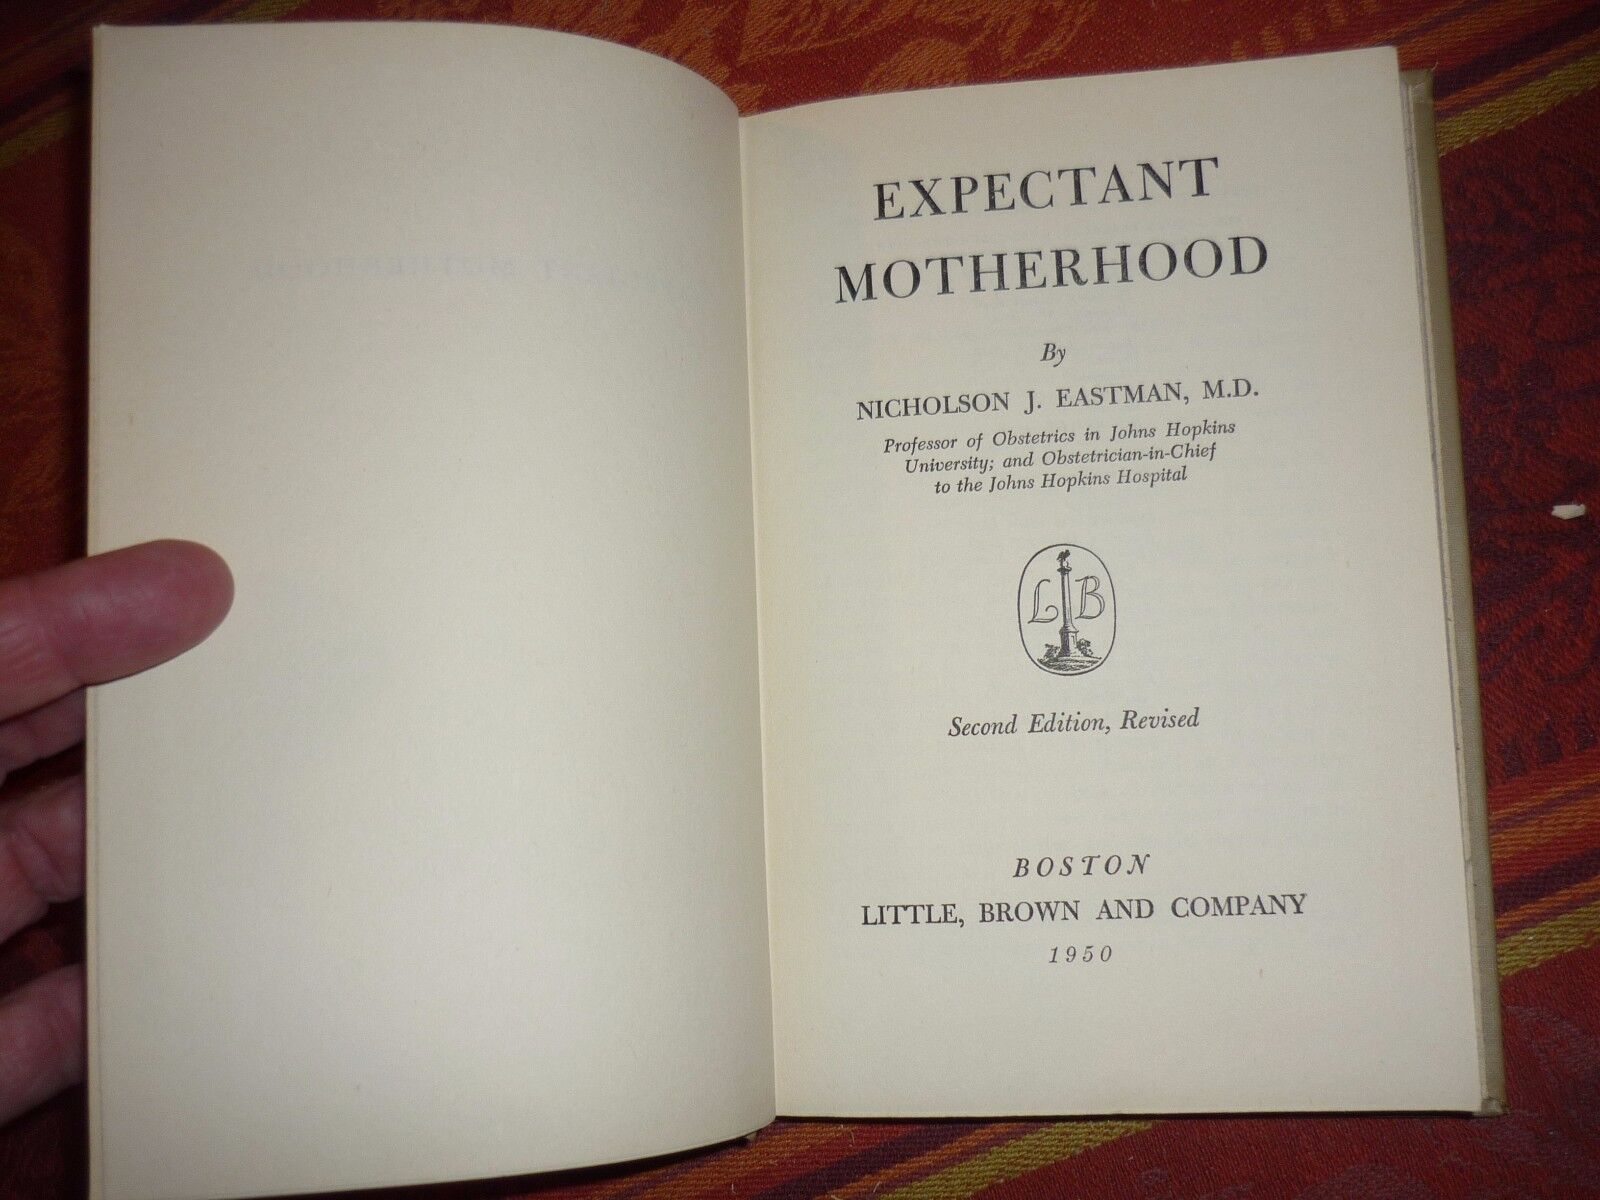 EXPECTANT
MOTHERHOOD
By
NICHOLSON J. EASTMAN, M.D.
Professor of Obstetrics in Johns Hopkins
University; and Obstetrician-in-Chief
to the Johns Hopkins Hospital
L B
Second Edition, Revised
BOSTON
LITTLE, BROWN AND COMPANY
1950